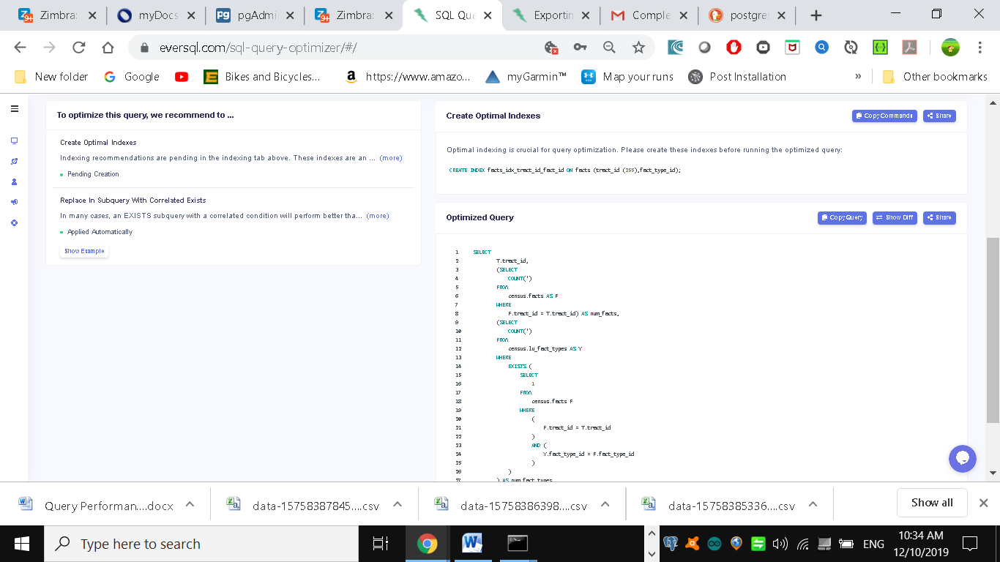 Zimbra:
myDocs
pgAdmi
Zimbra:
SQL Que
Exportin
Comple
postgres
eversql.com/sql-query-optimizer/#/
New folder
Google
Bikes and Bicycles...
https://www.amazo...
myGarmin™
Map your runs
Post Installation
»
Other bookmarks
To optimize this query, we recommend to ...
Create Optimal Indexes
Indexing recommendations are pending in the indexing tab above. These indexes are an ... (more)
Pending Creation
Replace In Subquery With Correlated Exists
In many cases, an EXISTS subquery with a correlated condition will perform better tha... (more)
Applied Automatically
Show Example
Create Optimal Indexes
Copy Commands
Share
Optimal indexing is crucial for query optimization. Please create these indexes before running the optimized query:
CREATE INDEX facts_idx_tract_id_fact_id ON facts (tract_id (255),fact_type_id);
Optimized Query
Copy Query
Show Diff
Share
1 SELECT
2 T.tract_id,
3 (SELECT
4 COUNT(*)
5 FROM
6 census.facts AS F
7 WHERE
8 F.tract_id = T.tract_id) AS num_facts,
9 (SELECT
10 COUNT(*)
11 FROM
12 census.lu_fact_types AS Y
13 WHERE
14 EXISTS (
15 SELECT
16 1
17 FROM
18 census.facts F
19 WHERE
20 (
21 F.tract_id = T.tract_id
22 )
23 AND (
24 Y.fact_type_id = F.fact_type_id
25 )
26 )
27 ) AS num_fact_types
Query Performan....docx
data-15758387845....csv
data-15758386398....csv
data-15758385336....csv
Show all
Type here to search
ENG
10:34 AM
12/10/2019